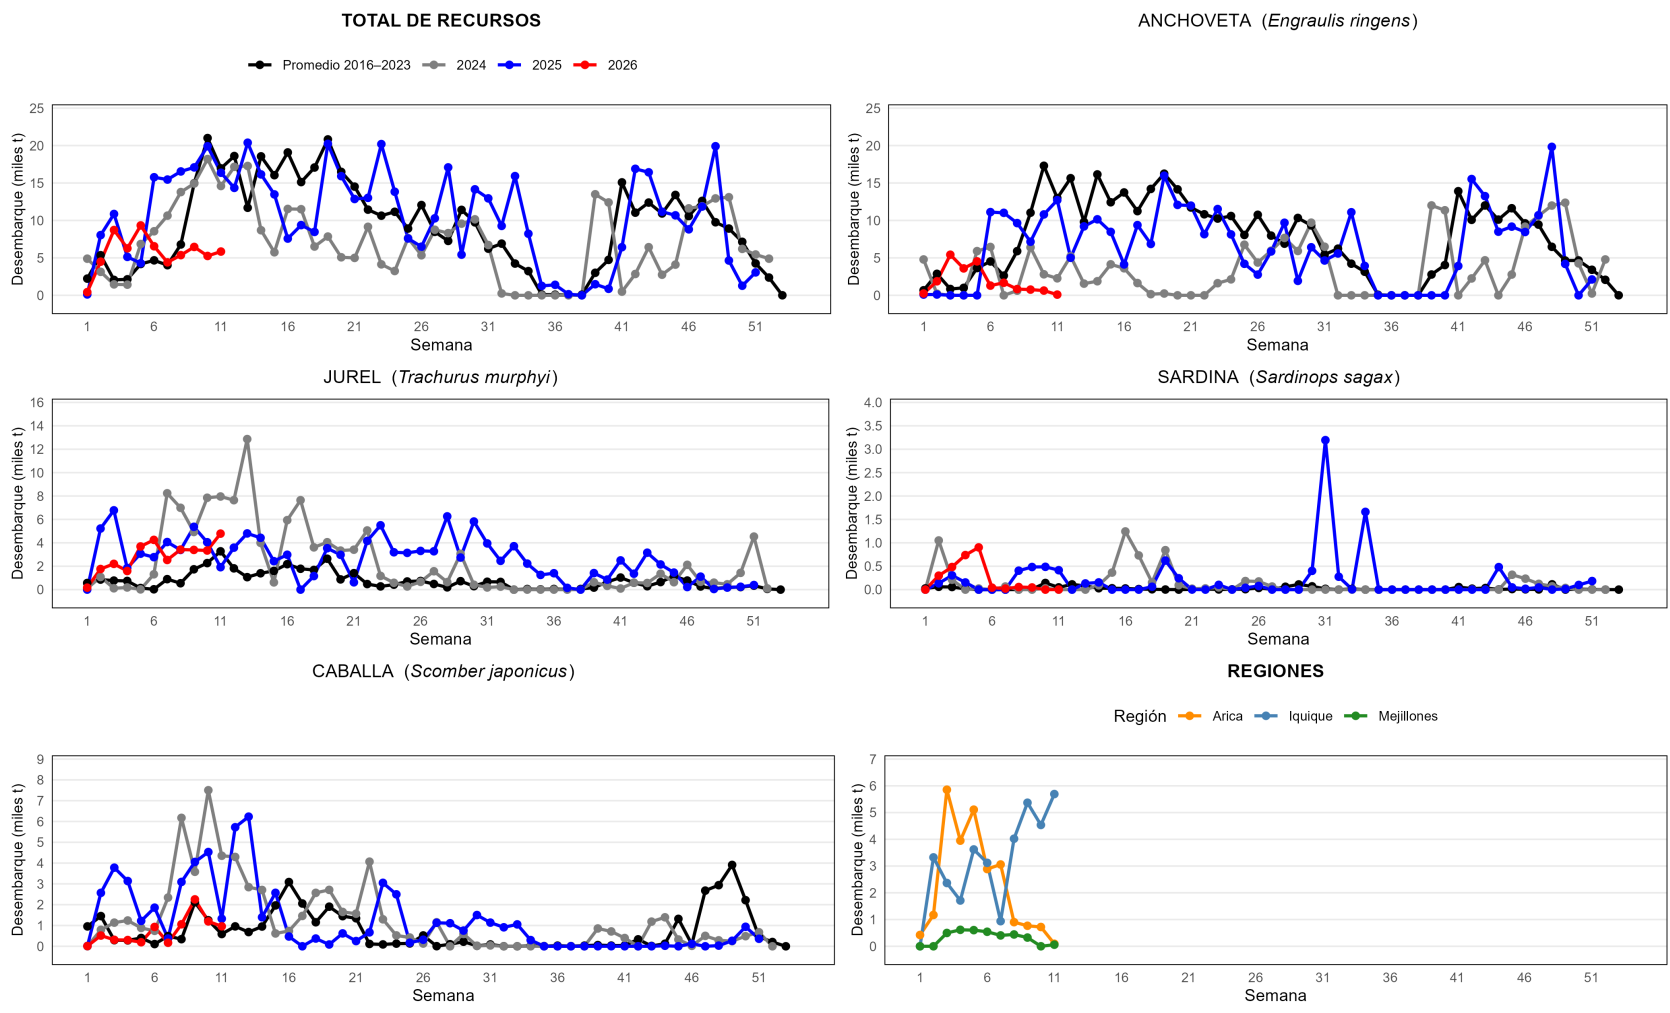 TOTAL DE RECURSOS
Promedio 2016–2023 2024 2025 2026
Desembarque (miles t)
25
20
15
10
5
0
1 6 11 16 21 26 31 36 41 46 51
Semana
ANCHOVETA (Engraulis ringens)
Desembarque (miles t)
25
20
15
10
5
0
1 6 11 16 21 26 31 36 41 46 51
Semana
JUREL (Trachurus murphyi)
Desembarque (miles t)
16
14
12
10
8
6
4
2
0
1 6 11 16 21 26 31 36 41 46 51
Semana
SARDINA (Sardinops sagax)
Desembarque (miles t)
4.0
3.5
3.0
2.5
2.0
1.5
1.0
0.5
0.0
1 6 11 16 21 26 31 36 41 46 51
Semana
CABALLA (Scomber japonicus)
Desembarque (miles t)
9
8
7
6
5
4
3
2
1
0
1 6 11 16 21 26 31 36 41 46 51
Semana
REGIONES
Región Arica Iquique Mejillones
Desembarque (miles t)
7
6
5
4
3
2
1
0
1 6 11 16 21 26 31 36 41 46 51
Semana